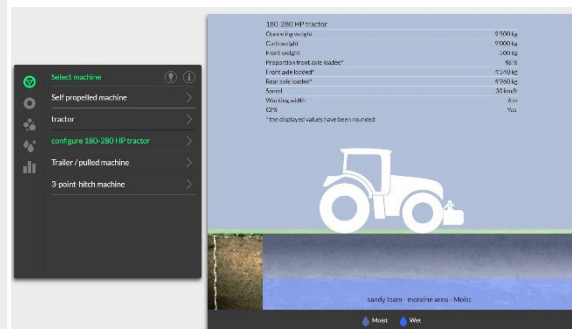 Select machine
Self propelled machine
tractor
configure 180-280 HP tractor
Trailer / pulled machine
3-point-hitch machine
180-280 HP tractor
Operating weight 9'500 kg
Curb weight 9'000 kg
Front weight 500 kg
Proportion front axle loaded* 48 %
Front axle loaded* 4'540 kg
Rear axle loaded* 4'960 kg
Speed 30 km/h
Working width 6 m
GPS Yes
* the displayed values have been rounded
sandy loam - moraine area - Moist
Moist Wet